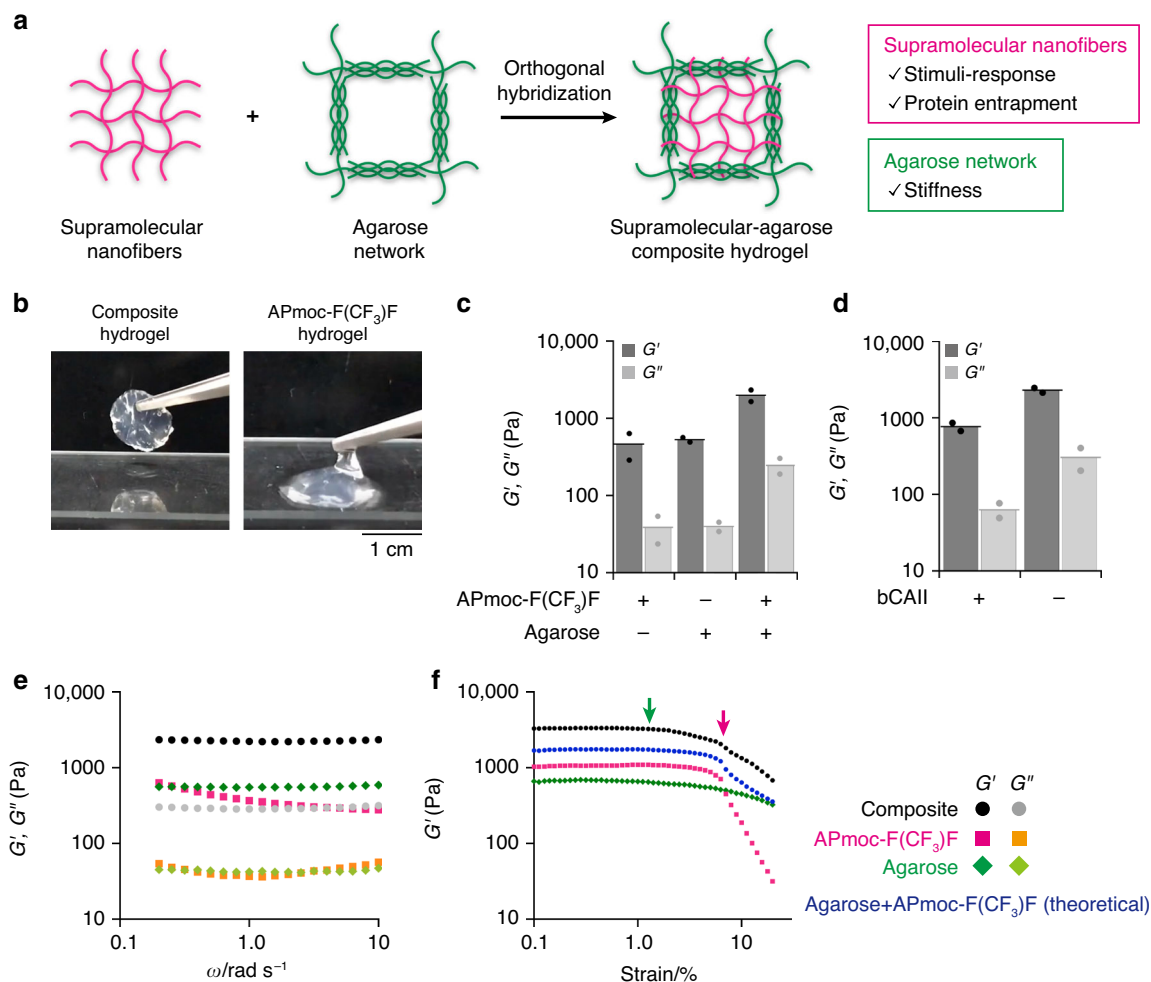 a
Supramolecular
nanofibers
+
Agarose
network
Orthogonal
hybridization
Supramolecular-agarose
composite hydrogel
Supramolecular nanofibers
✓Stimuli-response
✓Protein entrapment
Agarose network
✓Stiffness
b
Composite
hydrogel
APmoc-F(CF₃)F
hydrogel
1 cm
c
G′
G″
G′, G″ (Pa)
10,000
1000
100
10
APmoc-F(CF₃)F + − +
Agarose − + +
d
G′
G″
G′, G″ (Pa)
10,000
1000
100
10
bCAII + −
e
G′, G″ (Pa)
10,000
1000
100
10
0.1 1.0 10
ω/rad s⁻¹
f
G′ (Pa)
10,000
1000
100
10
0.1 1.0 10
Strain/%
G′ G″
Composite
APmoc-F(CF₃)F
Agarose
Agarose+APmoc-F(CF₃)F (theoretical)